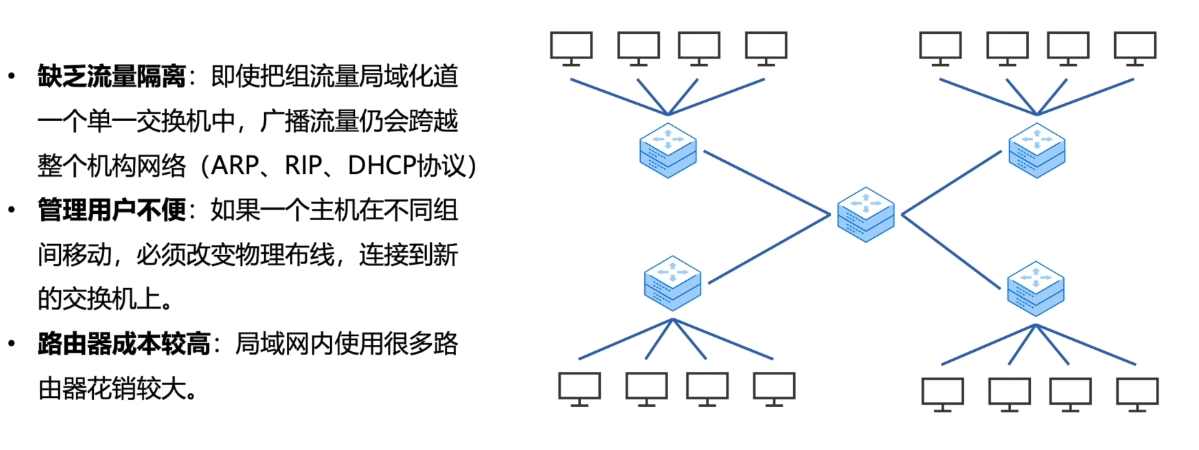 • 缺乏流量隔离：即使把组流量局域化道
一个单一交换机中，广播流量仍会跨越
整个机构网络（ARP、RIP、DHCP协议）
• 管理用户不便：如果一个主机在不同组
间移动，必须改变物理布线，连接到新
的交换机上。
• 路由器成本较高：局域网内使用很多路
由器花销较大。